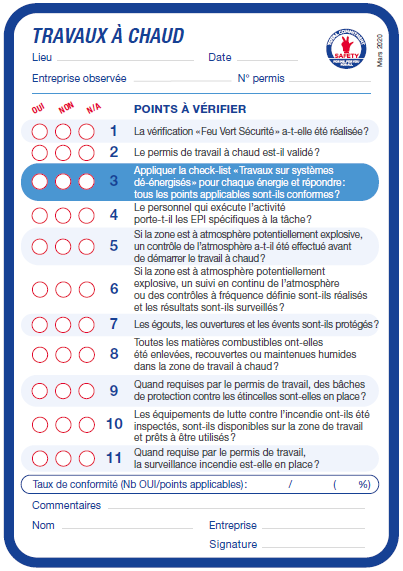 TRAVAUX À CHAUD
TOTAL COMMITMENT
SAFETY
FOR ME, FOR YOU
FOR ALL
Mars 2020
Lieu
Date
Entreprise observée
N° permis
OUI NON N/A POINTS À VÉRIFIER
1 La vérification «Feu Vert Sécurité» a-t-elle été réalisée?
2 Le permis de travail à chaud est-il validé?
3 Appliquer la check-list «Travaux sur systèmes
dé-énergisés» pour chaque énergie et répondre:
tous les points applicables sont-ils conformes?
4 Le personnel qui exécute l'activité
porte-t-il les EPI spécifiques à la tâche?
5 Si la zone est à atmosphère potentiellement explosive,
un contrôle de l'atmosphère a-t-il été effectué avant
de démarrer le travail à chaud?
6 Si la zone est à atmosphère potentiellement
explosive, un suivi en continu de l'atmosphère
ou des contrôles à fréquence définie sont-ils réalisés
et les résultats sont-ils surveillés?
7 Les égouts, les ouvertures et les évents sont-ils protégés?
8 Toutes les matières combustibles ont-elles
été enlevées, recouvertes ou maintenues humides
dans la zone de travail à chaud?
9 Quand requises par le permis de travail, des bâches
de protection contre les étincelles sont-elles en place?
10 Les équipements de lutte contre l'incendie ont-ils été
inspectés, sont-ils disponibles sur la zone de travail
et prêts à être utilisés?
11 Quand requise par le permis de travail,
la surveillance incendie est-elle en place?
Taux de conformité (Nb OUI/points applicables): / ( %)
Commentaires
Nom
Entreprise
Signature